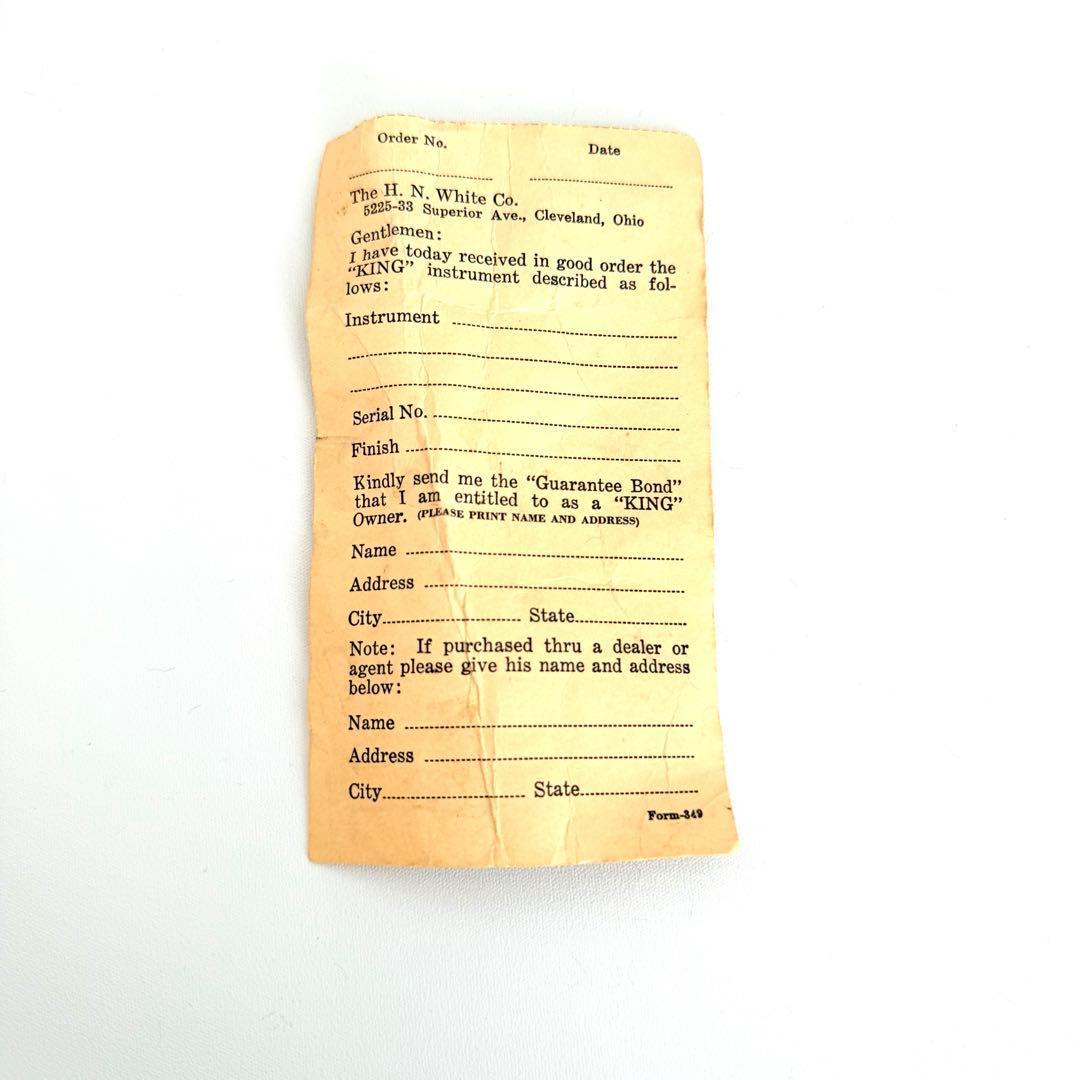 Order No. Date
The H. N. White Co.
5225-33 Superior Ave., Cleveland, Ohio
Gentlemen:
I have today received in good order the
"KING" instrument described as fol-
lows:
Instrument
Serial No.
Finish
Kindly send me the "Guarantee Bond"
that I am entitled to as a "KING"
Owner. (PLEASE PRINT NAME AND ADDRESS)
Name
Address
City State
Note: If purchased thru a dealer or
agent please give his name and address
below:
Name
Address
City State
Form-349